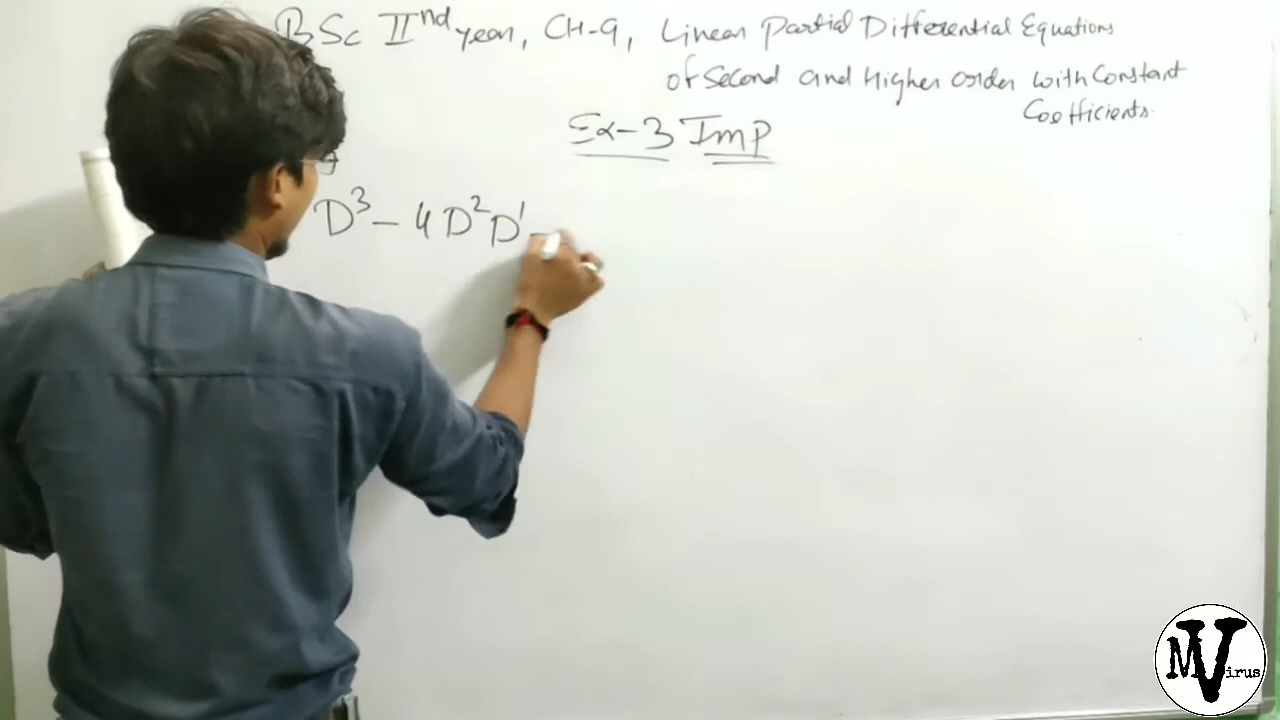 BSc IInd year, CH-9, Linear Partial Differential Equations
of Second and Higher order with Constant
Coefficients.
Ex-3 Imp
D³ - 4D²D' -
MVirus